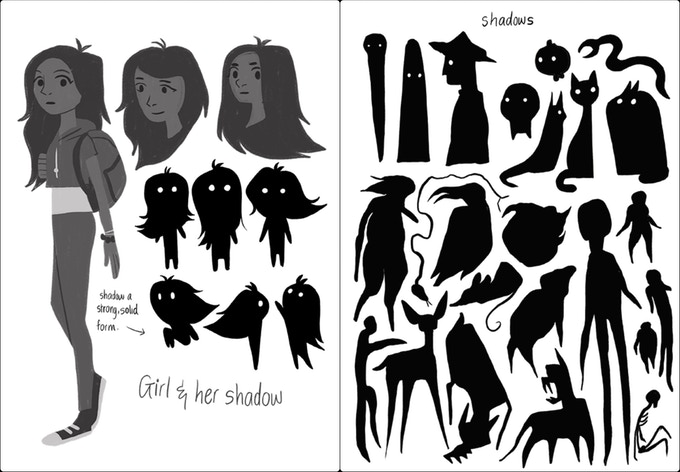 shadow a
strong, solid
form.
Girl & her shadow
shadows